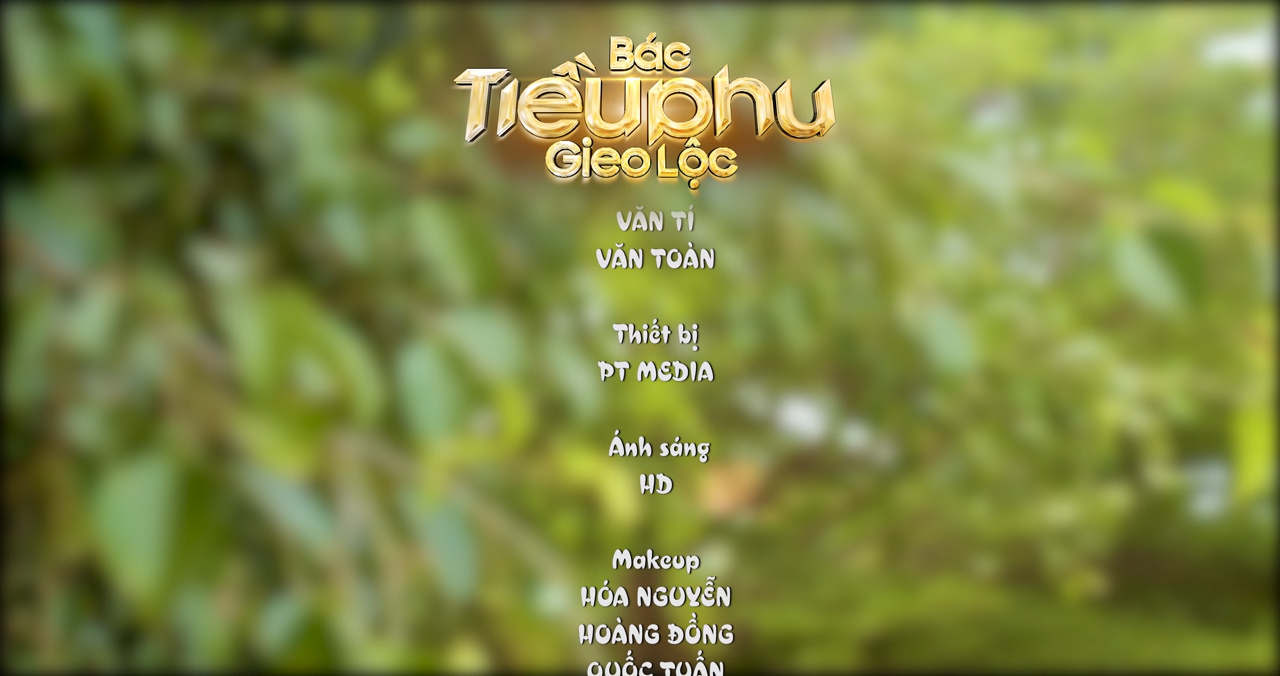 Bác
Tiều phu
Gieo Lộc
VĂN TÍ
VĂN TOÀN
Thiết bị
PT MEDIA
Ánh sáng
HD
Makeup
HÓA NGUYỄN
HOÀNG ĐỒNG
QUỐC TUẤN